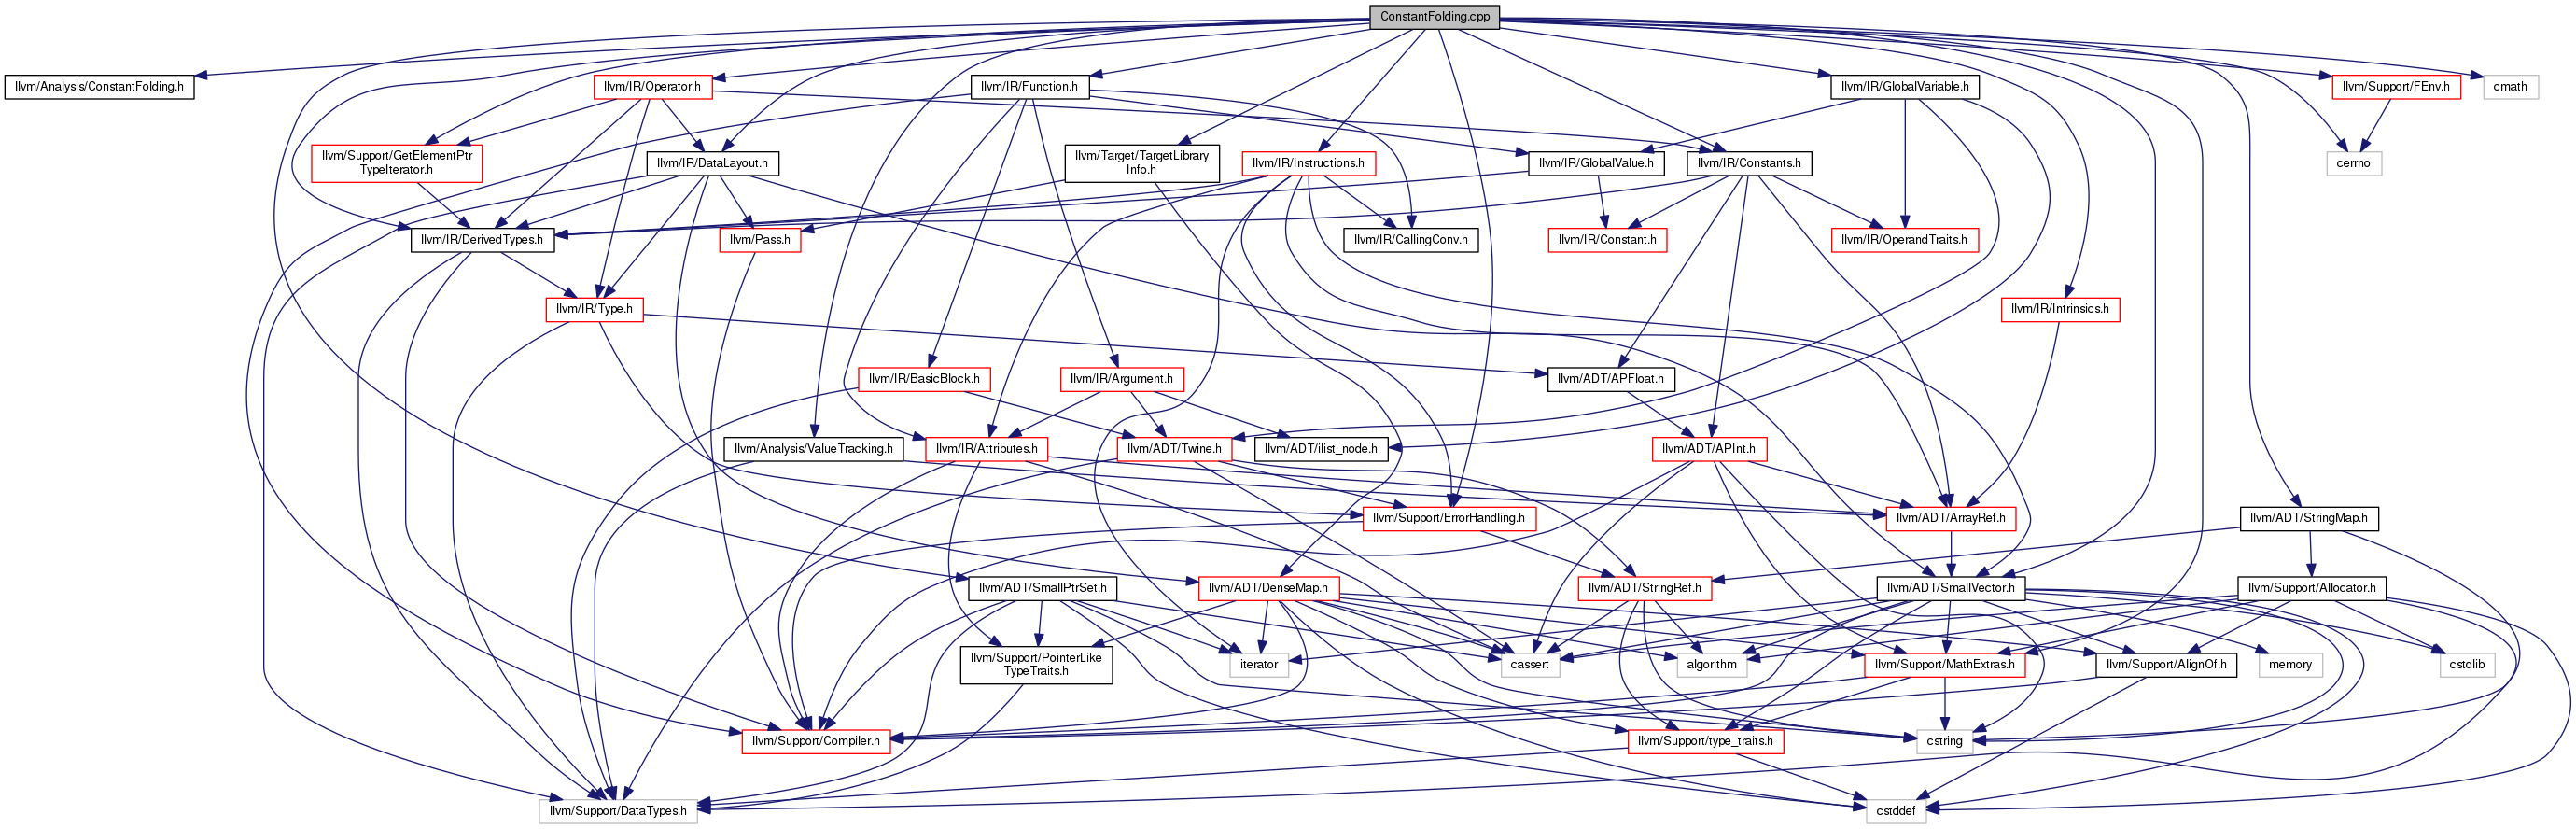 ConstantFolding.cpp
llvm/Analysis/ConstantFolding.h
llvm/IR/Operator.h
llvm/IR/Function.h
llvm/IR/GlobalVariable.h
llvm/Support/FEnv.h
cmath
llvm/Support/GetElementPtr
TypeIterator.h
llvm/IR/DataLayout.h
llvm/Target/TargetLibrary
Info.h
llvm/IR/Instructions.h
llvm/IR/GlobalValue.h
llvm/IR/Constants.h
cerrno
llvm/IR/DerivedTypes.h
llvm/Pass.h
llvm/IR/CallingConv.h
llvm/IR/Constant.h
llvm/IR/OperandTraits.h
llvm/IR/Type.h
llvm/IR/Intrinsics.h
llvm/IR/BasicBlock.h
llvm/IR/Argument.h
llvm/ADT/APFloat.h
llvm/Analysis/ValueTracking.h
llvm/IR/Attributes.h
llvm/ADT/Twine.h
llvm/ADT/ilist_node.h
llvm/ADT/APInt.h
llvm/Support/ErrorHandling.h
llvm/ADT/ArrayRef.h
llvm/ADT/StringMap.h
llvm/ADT/SmallPtrSet.h
llvm/ADT/DenseMap.h
llvm/ADT/StringRef.h
llvm/ADT/SmallVector.h
llvm/Support/Allocator.h
llvm/Support/PointerLike
TypeTraits.h
iterator
cassert
algorithm
llvm/Support/MathExtras.h
llvm/Support/AlignOf.h
memory
cstdlib
llvm/Support/Compiler.h
llvm/Support/type_traits.h
cstring
llvm/Support/DataTypes.h
cstddef